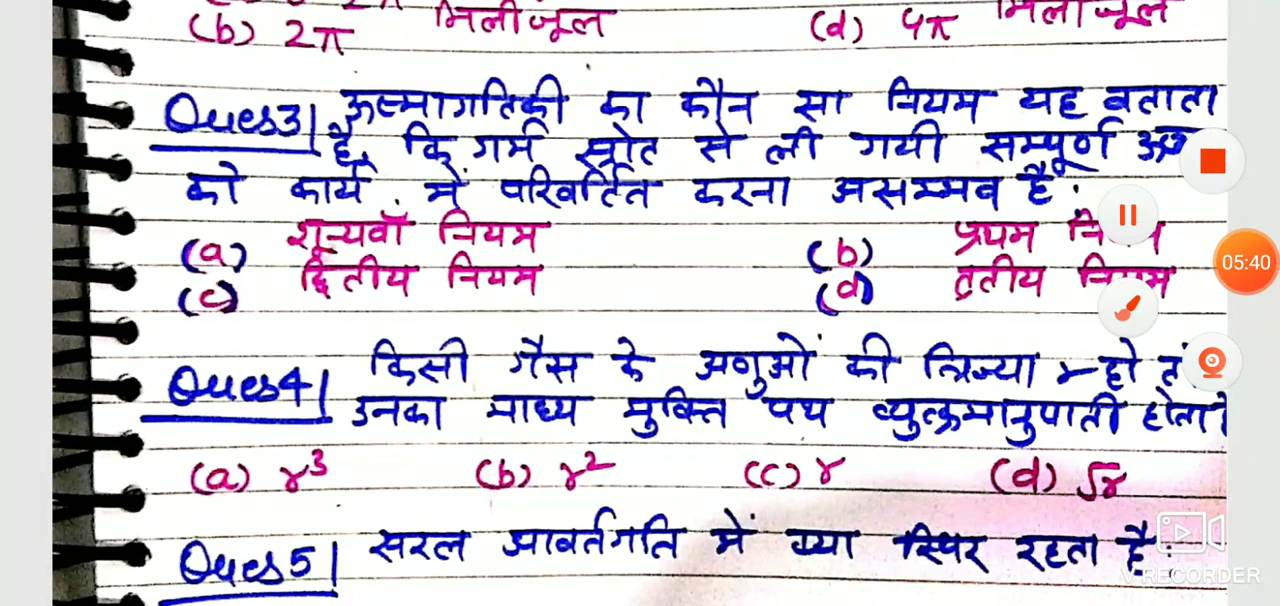 (b) 2π मिलीजूल (d) 4π मिलीजूल
Ques3| ऊष्मागतिकी का कौन सा नियम यह बताता
है, कि गर्म स्रोत से ली गयी सम्पूर्ण
को कार्य में परिवर्तित करना असम्भव है.
(a) शून्यवाँ नियम (b) प्रथम
(c) द्वितीय नियम (d) तृतीय नियम
Ques4| किसी गैस के अणुओं की त्रिज्या r हो
उनका माध्य मुक्ति पथ व्युत्क्रमानुपाती होता
(a) r³ (b) r² (c) r (d) √r
Ques5| सरल आवर्तगति में क्या स्थिर रहता है.
05:40
V RECORDER